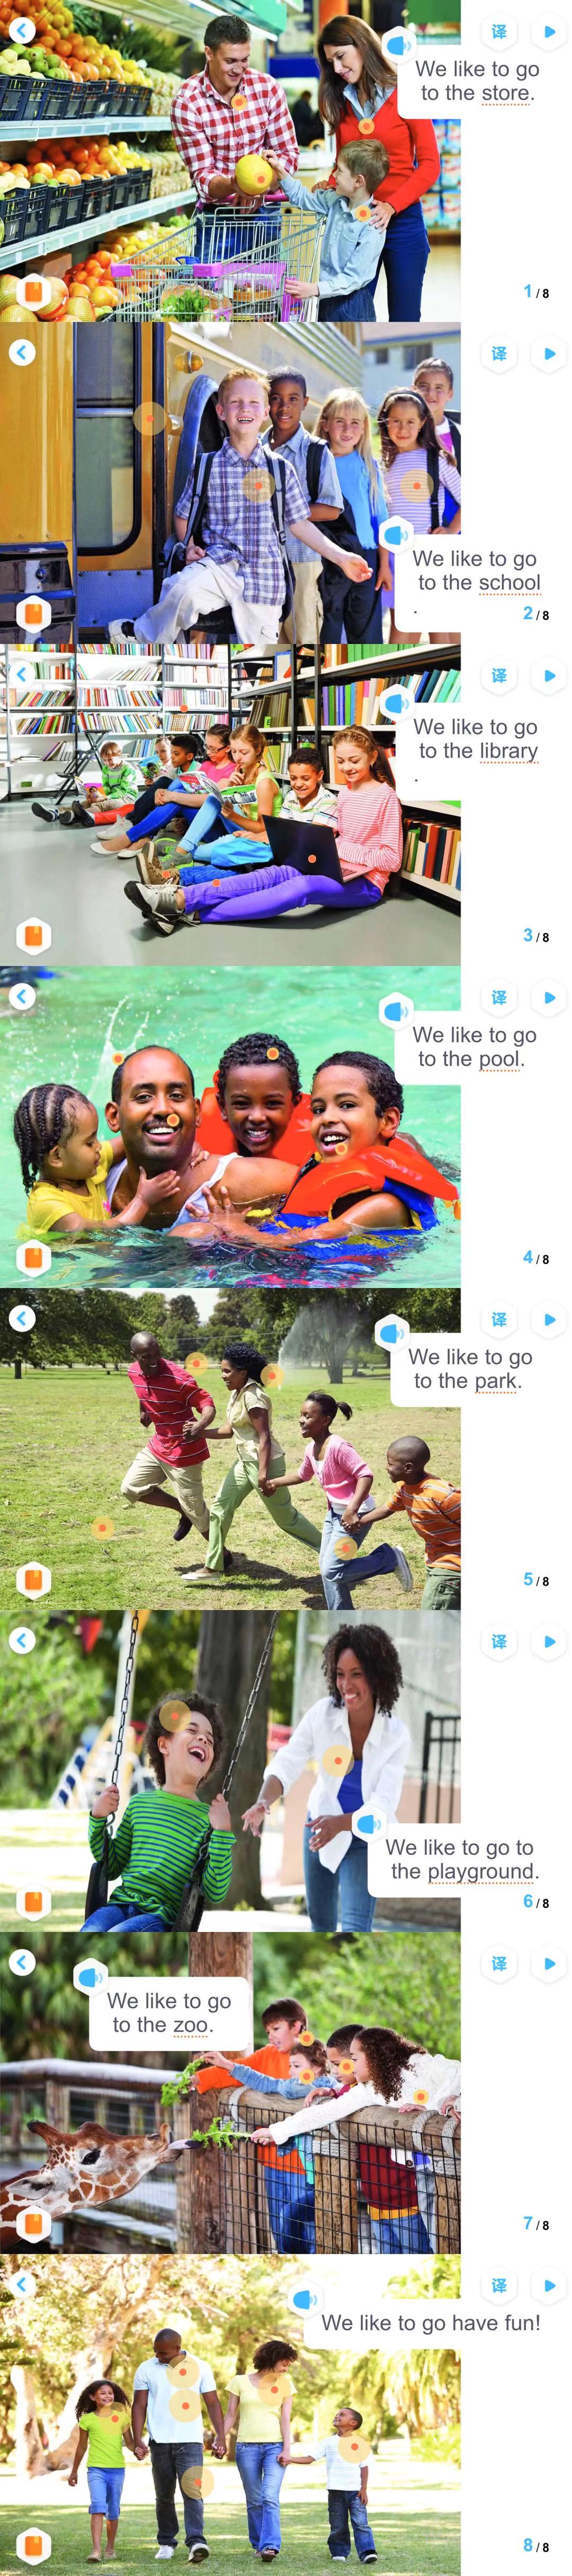 译
We like to go
to the store.
1/8
译
We like to go
to the school
.
2/8
译
We like to go
to the library
.
3/8
译
We like to go
to the pool.
4/8
译
We like to go
to the park.
5/8
译
We like to go to
the playground.
6/8
译
We like to go
to the zoo.
7/8
译
We like to go have fun!
8/8